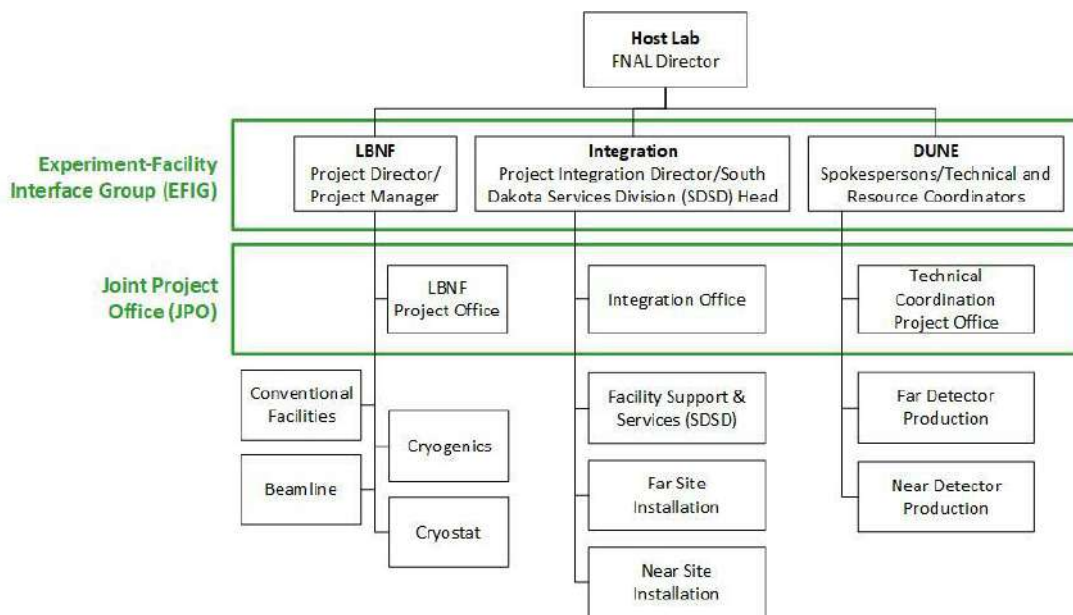 Host Lab
FNAL Director
Experiment-Facility
Interface Group (EFIG)
LBNF
Project Director/
Project Manager
Integration
Project Integration Director/South
Dakota Services Division (SDSD) Head
DUNE
Spokespersons/Technical and
Resource Coordinators
Joint Project
Office (JPO)
LBNF
Project Office
Integration Office
Technical
Coordination
Project Office
Conventional
Facilities
Cryogenics
Beamline
Cryostat
Facility Support &
Services (SDSD)
Far Site
Installation
Near Site
Installation
Far Detector
Production
Near Detector
Production